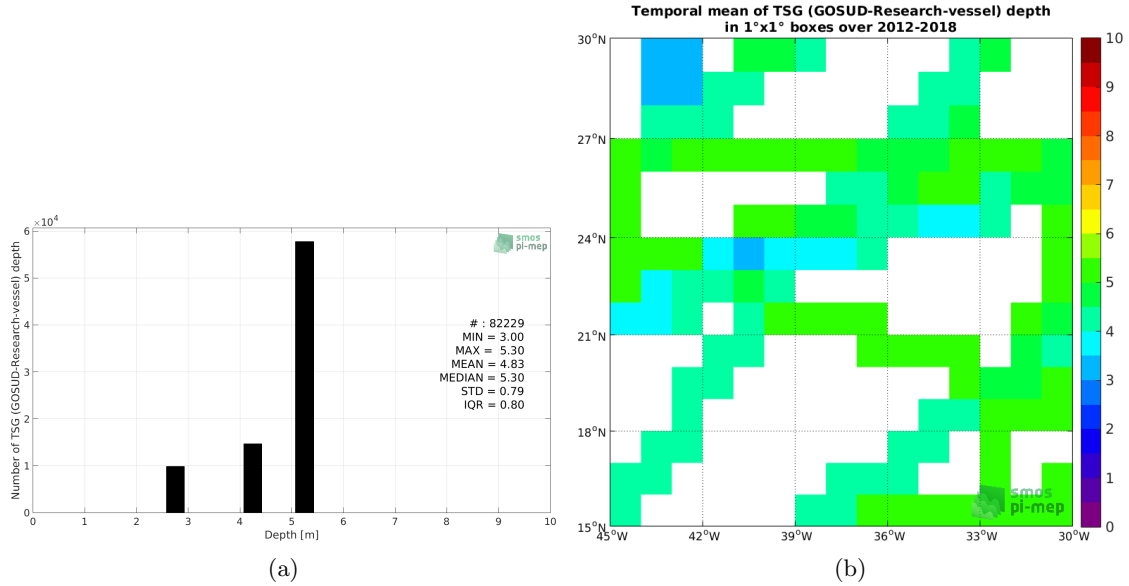 ×10⁴
6
5
4
3
2
1
0
0 1 2 3 4 5 6 7 8 9 10
Depth [m]
Number of TSG (GOSUD-Research-vessel) depth
smos
pi-mep
# : 82229
MIN = 3.00
MAX = 5.30
MEAN = 4.83
MEDIAN = 5.30
STD = 0.79
IQR = 0.80
(a)
Temporal mean of TSG (GOSUD-Research-vessel) depth
in 1°x1° boxes over 2012-2018
30°N
27°N
24°N
21°N
18°N
15°N
45°W 42°W 39°W 36°W 33°W 30°W
10
9
8
7
6
5
4
3
2
1
0
smos
pi-mep
(b)